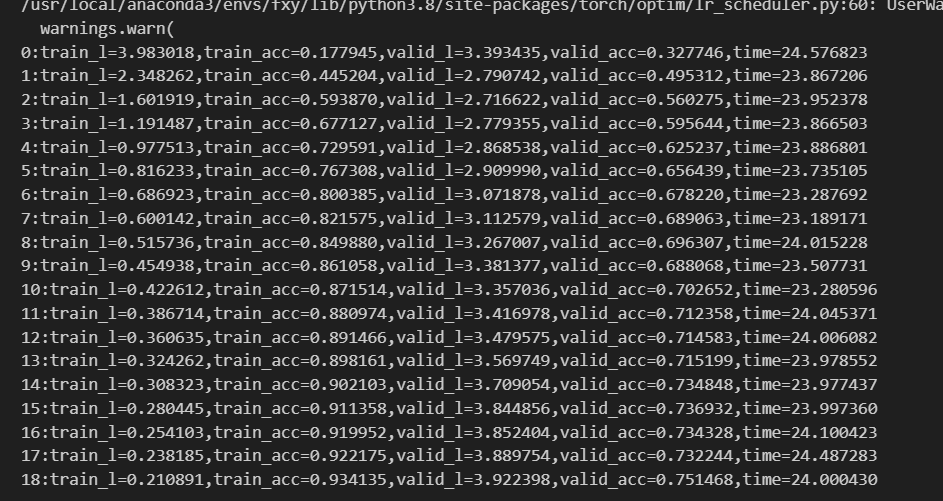 /usr/local/anaconda3/envs/fxy/lib/python3.8/site-packages/torch/optim/lr_scheduler.py:60: UserWa
warnings.warn(
0:train_l=3.983018,train_acc=0.177945,valid_l=3.393435,valid_acc=0.327746,time=24.576823
1:train_l=2.348262,train_acc=0.445204,valid_l=2.790742,valid_acc=0.495312,time=23.867206
2:train_l=1.601919,train_acc=0.593870,valid_l=2.716622,valid_acc=0.560275,time=23.952378
3:train_l=1.191487,train_acc=0.677127,valid_l=2.779355,valid_acc=0.595644,time=23.866503
4:train_l=0.977513,train_acc=0.729591,valid_l=2.868538,valid_acc=0.625237,time=23.886801
5:train_l=0.816233,train_acc=0.767308,valid_l=2.909990,valid_acc=0.656439,time=23.735105
6:train_l=0.686923,train_acc=0.800385,valid_l=3.071878,valid_acc=0.678220,time=23.287692
7:train_l=0.600142,train_acc=0.821575,valid_l=3.112579,valid_acc=0.689063,time=23.189171
8:train_l=0.515736,train_acc=0.849880,valid_l=3.267007,valid_acc=0.696307,time=24.015228
9:train_l=0.454938,train_acc=0.861058,valid_l=3.381377,valid_acc=0.688068,time=23.507731
10:train_l=0.422612,train_acc=0.871514,valid_l=3.357036,valid_acc=0.702652,time=23.280596
11:train_l=0.386714,train_acc=0.880974,valid_l=3.416978,valid_acc=0.712358,time=24.045371
12:train_l=0.360635,train_acc=0.891466,valid_l=3.479575,valid_acc=0.714583,time=24.006082
13:train_l=0.324262,train_acc=0.898161,valid_l=3.569749,valid_acc=0.715199,time=23.978552
14:train_l=0.308323,train_acc=0.902103,valid_l=3.709054,valid_acc=0.734848,time=23.977437
15:train_l=0.280445,train_acc=0.911358,valid_l=3.844856,valid_acc=0.736932,time=23.997360
16:train_l=0.254103,train_acc=0.919952,valid_l=3.852404,valid_acc=0.734328,time=24.100423
17:train_l=0.238185,train_acc=0.922175,valid_l=3.889754,valid_acc=0.732244,time=24.487283
18:train_l=0.210891,train_acc=0.934135,valid_l=3.922398,valid_acc=0.751468,time=24.000430